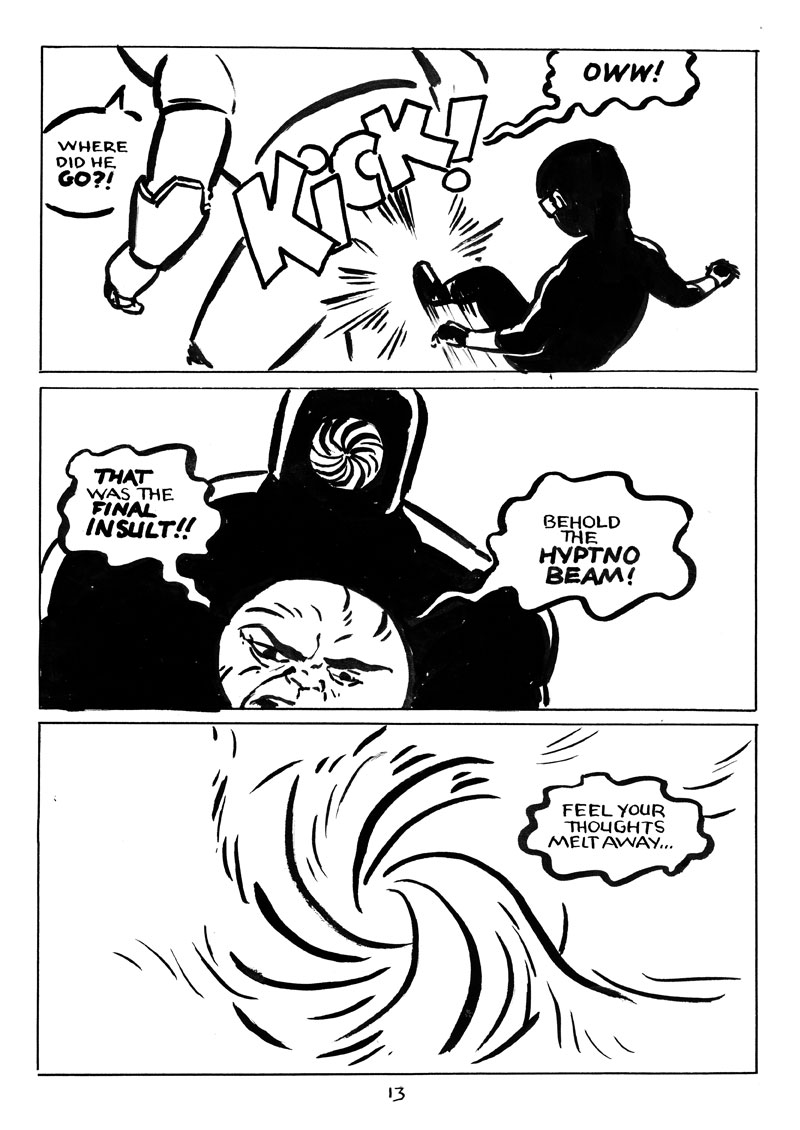 WHERE
DID HE
GO?!
KiCK!
OWW!
THAT
WAS THE
FINAL
INSULT!!
BEHOLD
THE
HYPTNO
BEAM!
FEEL YOUR
THOUGHTS
MELT AWAY...
13